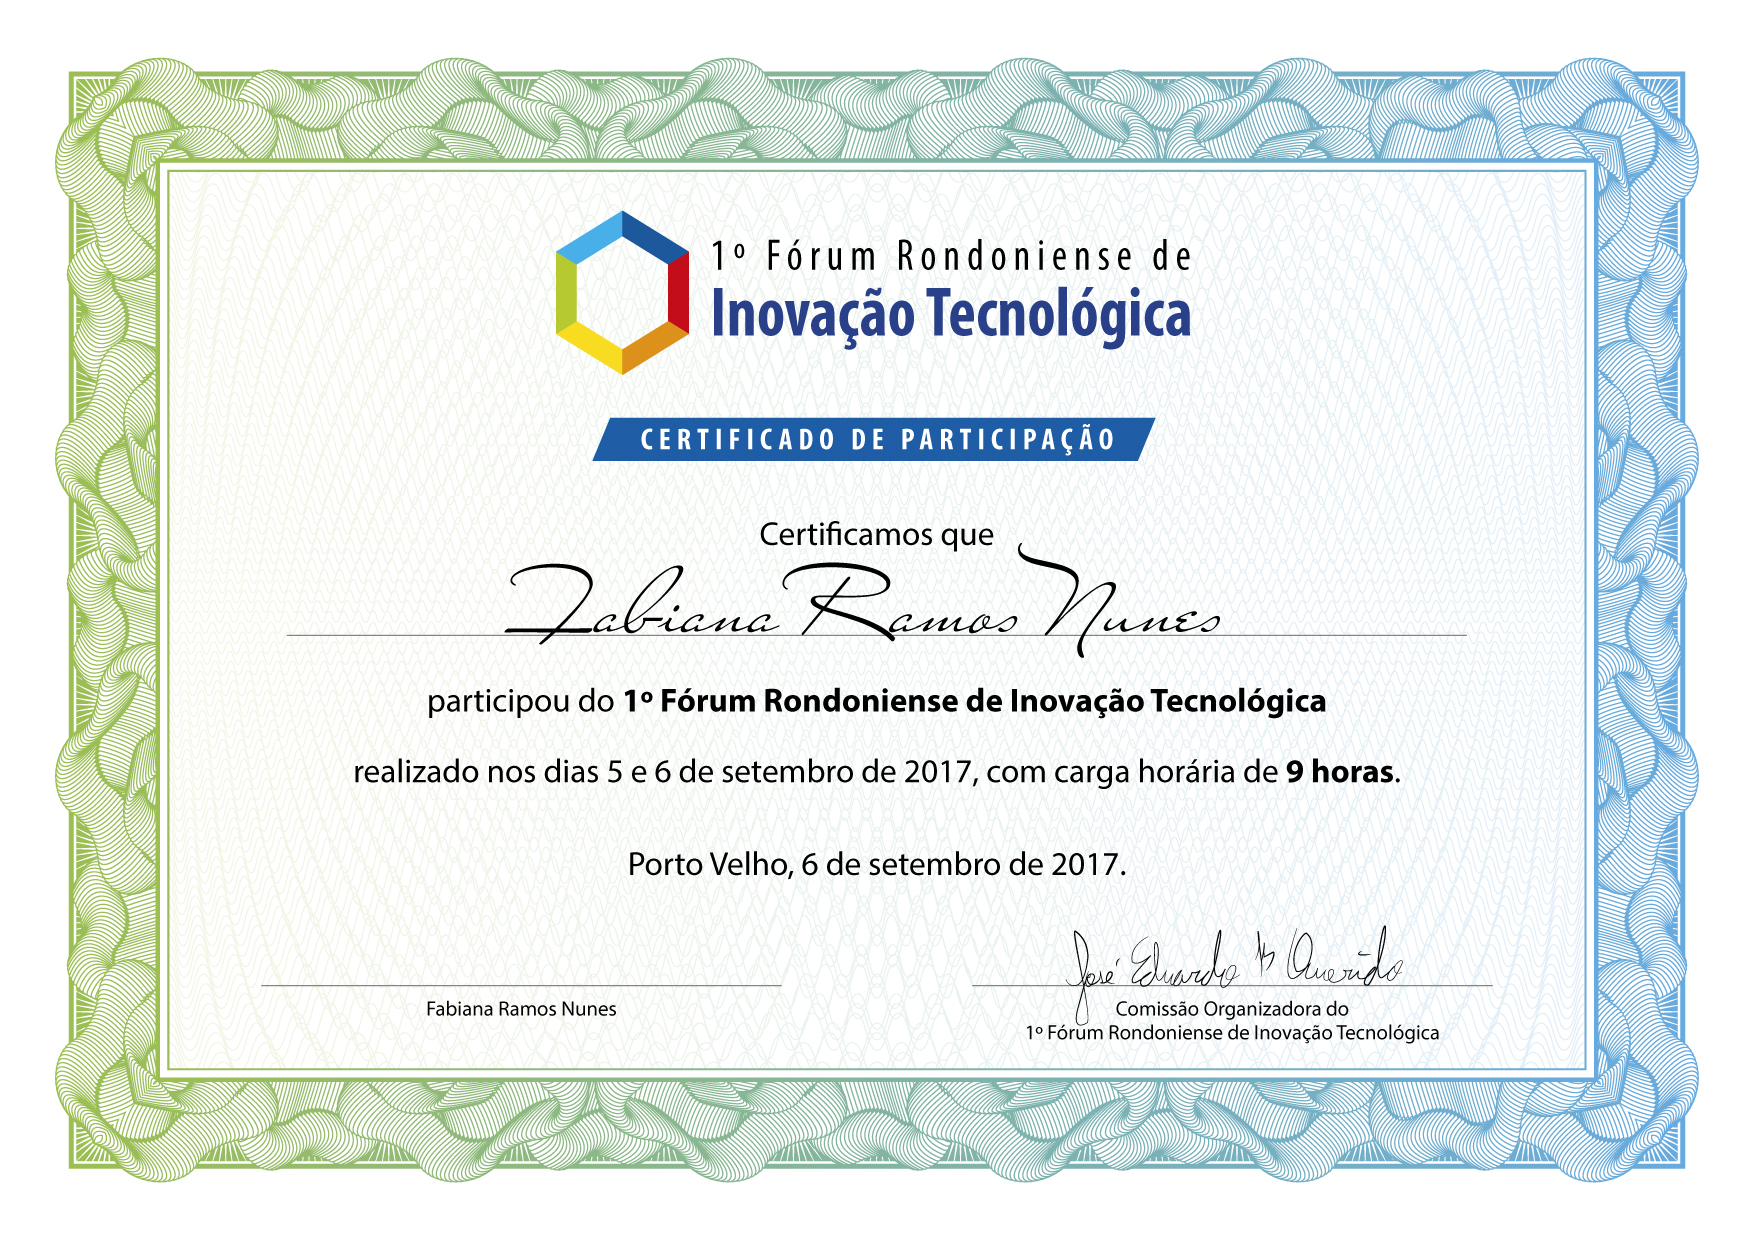 1º Fórum Rondoniense de
Inovação Tecnológica
CERTIFICADO DE PARTICIPAÇÃO
Certificamos que
Fabiana Ramos Nunes
participou do 1º Fórum Rondoniense de Inovação Tecnológica
realizado nos dias 5 e 6 de setembro de 2017, com carga horária de 9 horas.
Porto Velho, 6 de setembro de 2017.
José Eduardo Querido
Fabiana Ramos Nunes
Comissão Organizadora do
1º Fórum Rondoniense de Inovação Tecnológica